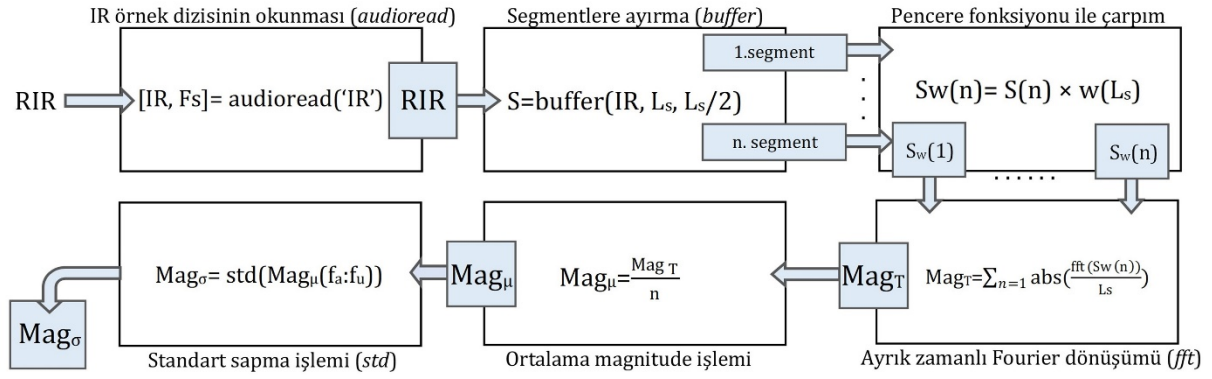 IR örnek dizisinin okunması (audioread)
RIR
[IR, Fs]= audioread('IR')
RIR
Segmentlere ayırma (buffer)
1.segment
S=buffer(IR, Ls, Ls/2)
n. segment
Pencere fonksiyonu ile çarpım
Sw(n)= S(n) × w(Ls)
Sw(1)
Sw(n)
MagT=∑n=1 abs(fft(Sw(n))/Ls)
Ayrık zamanlı Fourier dönüşümü (fft)
MagT
Magμ=Mag T/n
Ortalama magnitude işlemi
Magμ
Magσ= std(Magμ(fa:fu))
Standart sapma işlemi (std)
Magσ